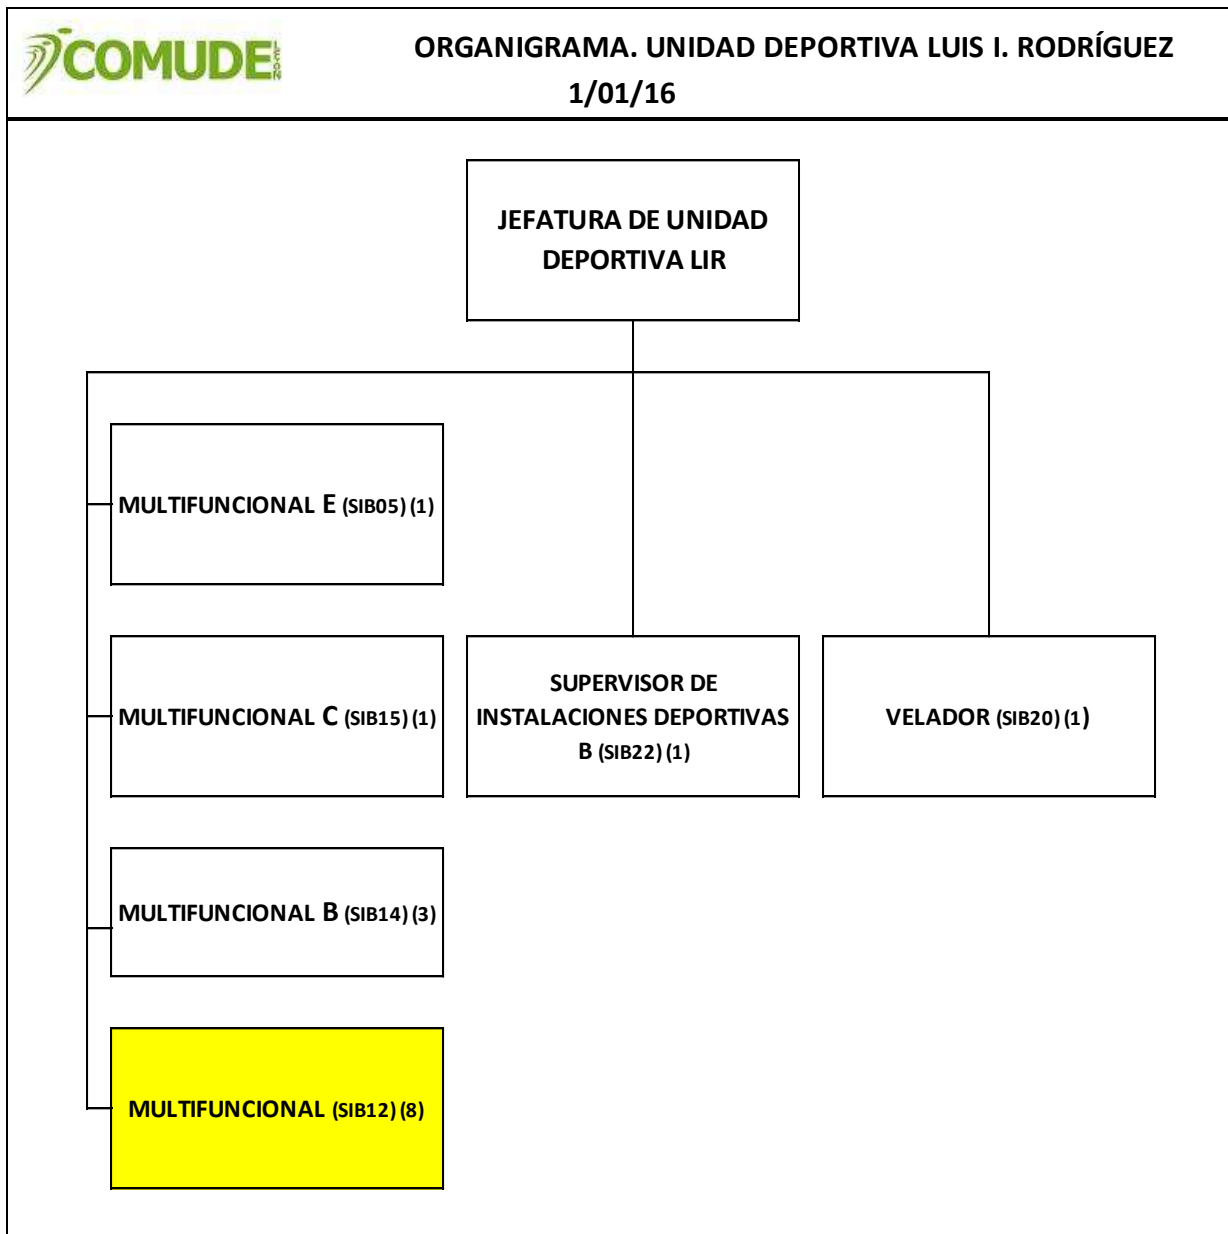 COMUDE LEÓN
ORGANIGRAMA. UNIDAD DEPORTIVA LUIS I. RODRÍGUEZ
1/01/16
JEFATURA DE UNIDAD
DEPORTIVA LIR
MULTIFUNCIONAL E (SIB05) (1)
MULTIFUNCIONAL C (SIB15) (1)
SUPERVISOR DE
INSTALACIONES DEPORTIVAS
B (SIB22) (1)
VELADOR (SIB20) (1)
MULTIFUNCIONAL B (SIB14) (3)
MULTIFUNCIONAL (SIB12) (8)